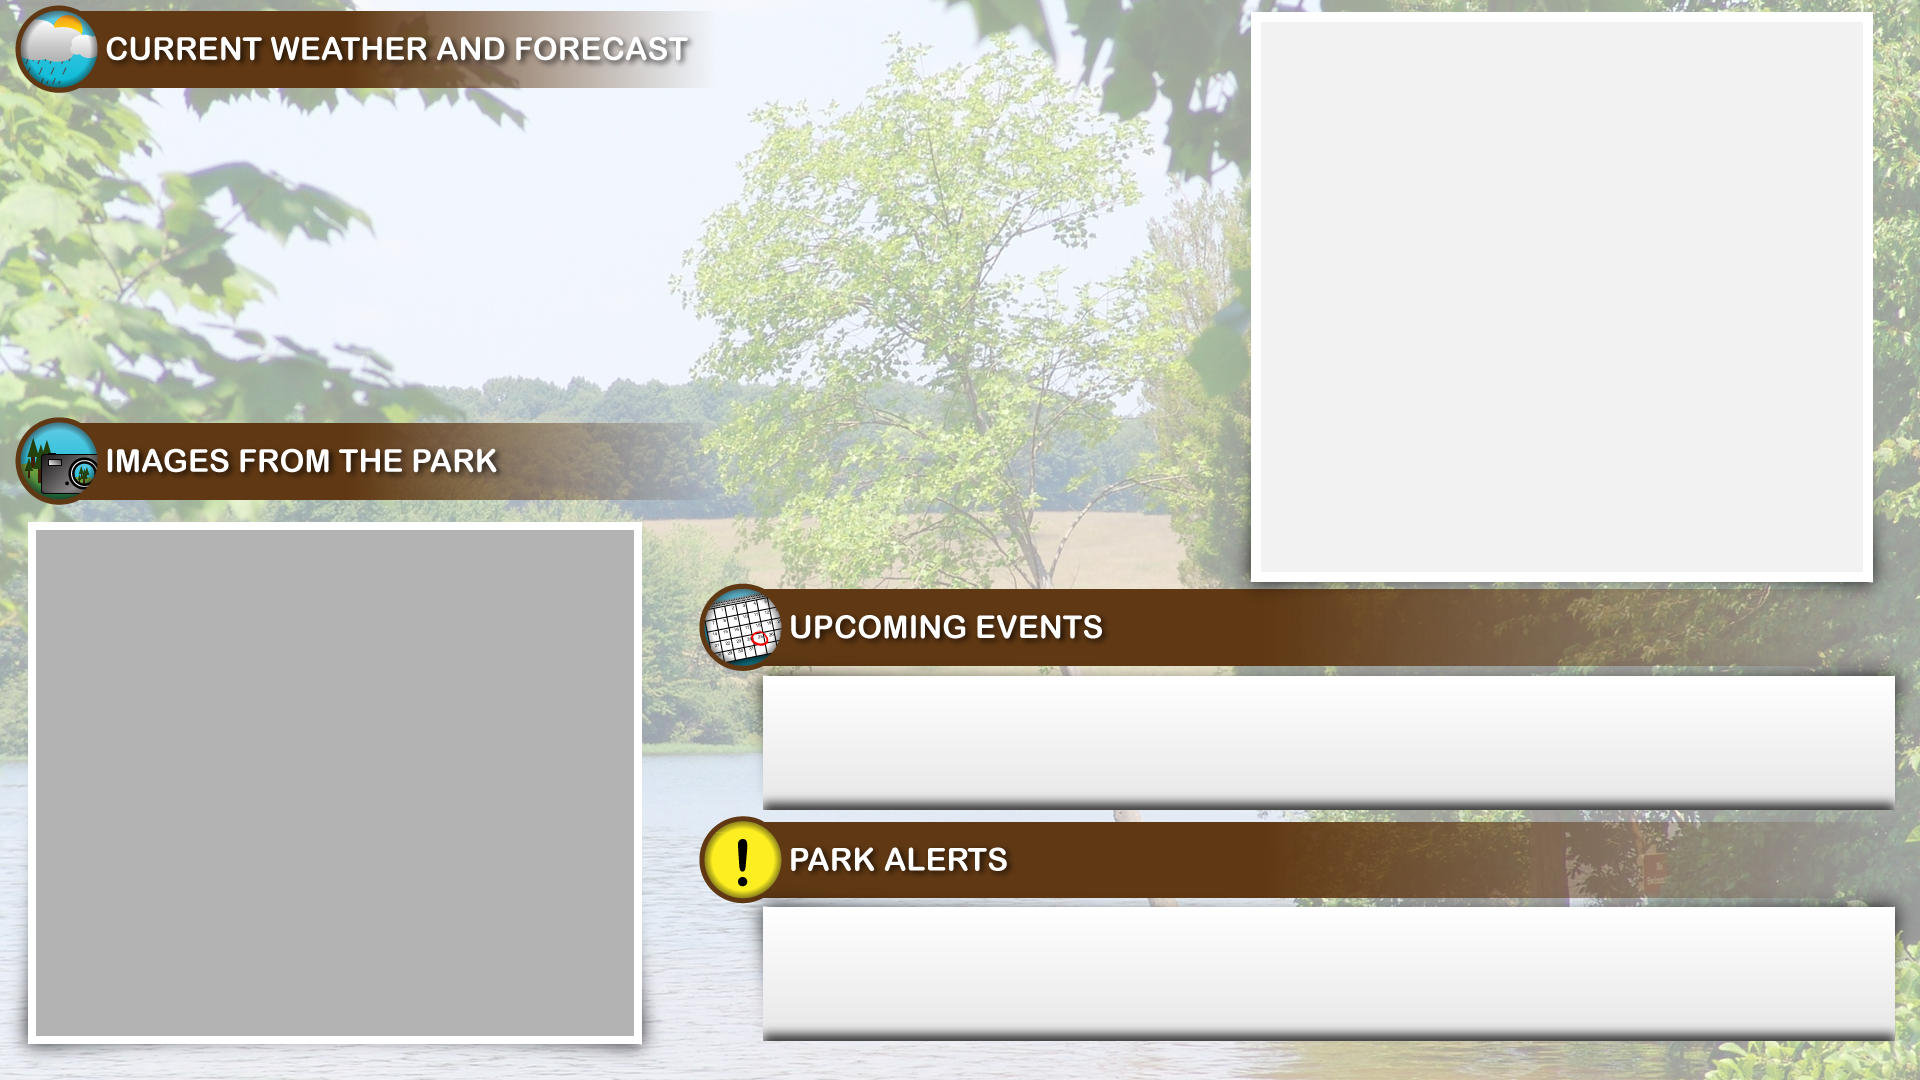 CURRENT WEATHER AND FORECAST
IMAGES FROM THE PARK
UPCOMING EVENTS
PARK ALERTS